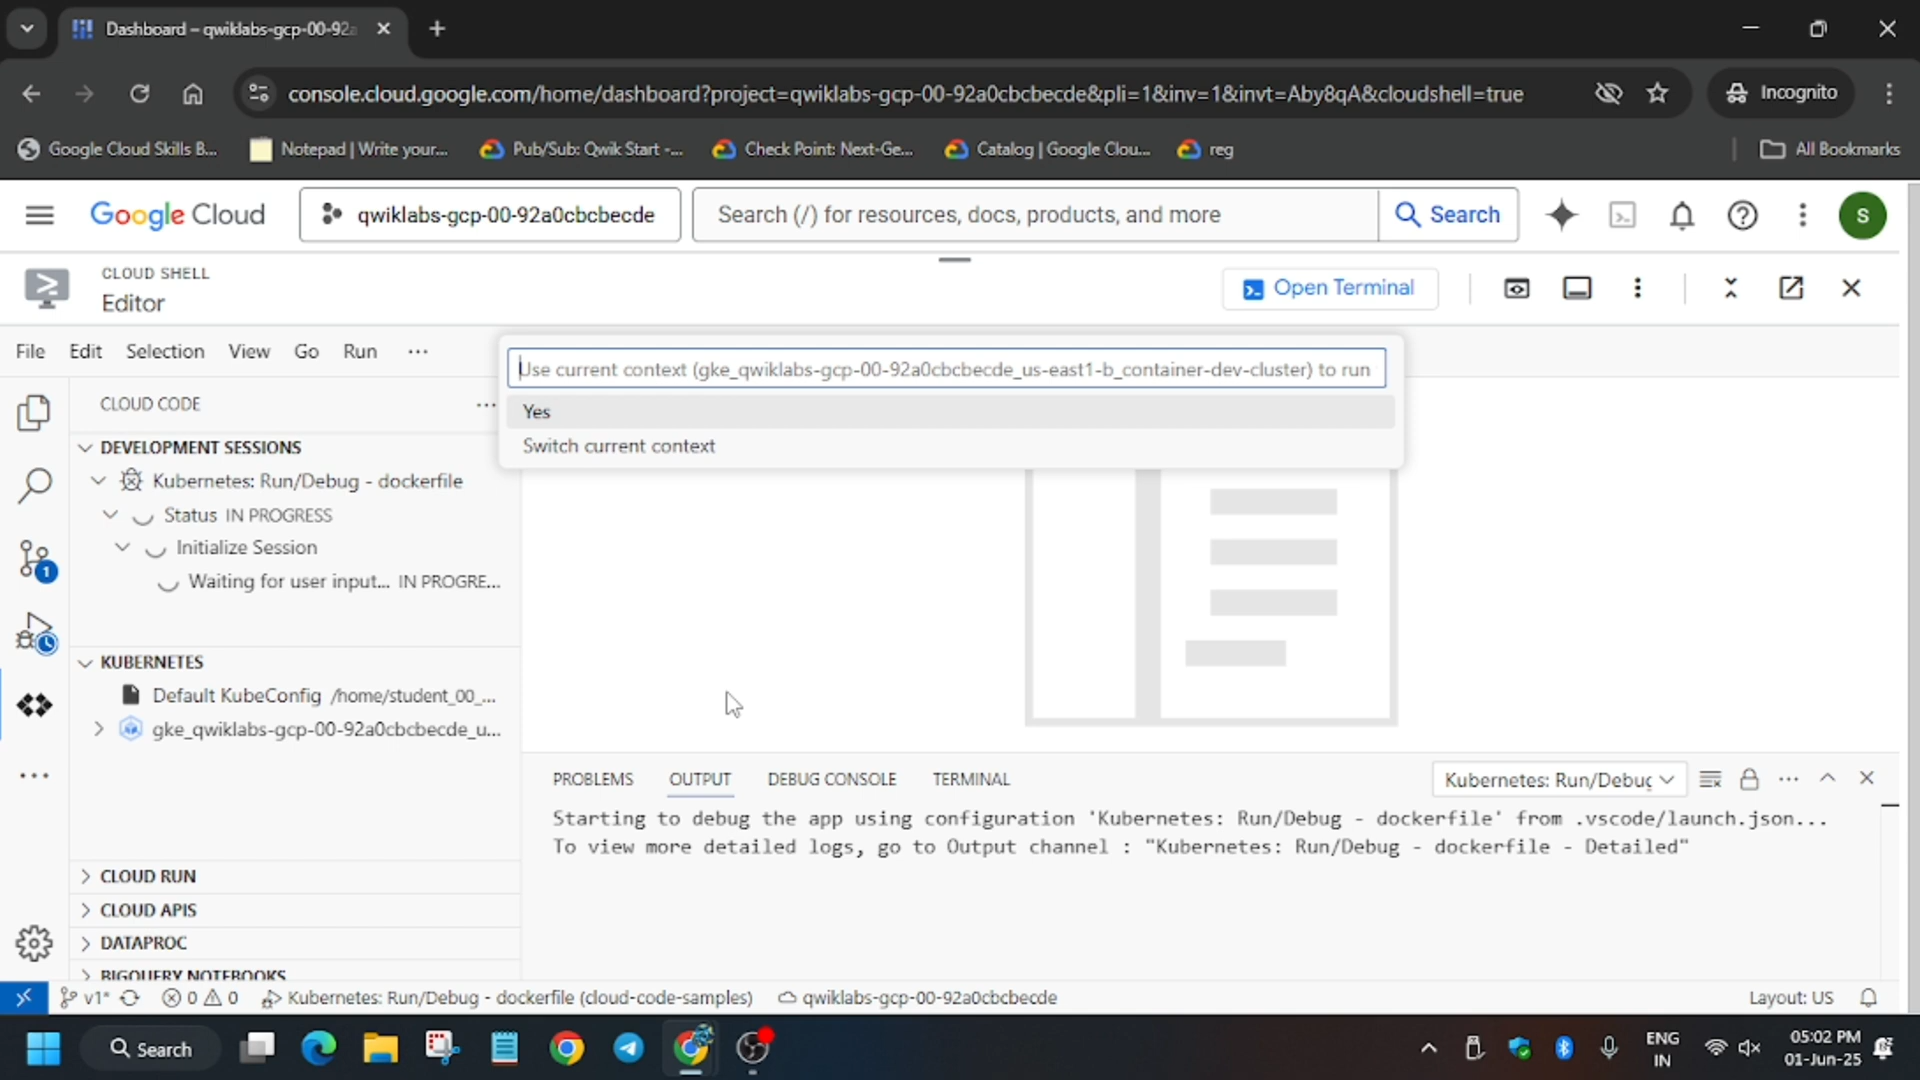 Dashboard – qwiklabs-gcp-00-92a
console.cloud.google.com/home/dashboard?project=qwiklabs-gcp-00-92a0cbcbecde&pli=1&inv=1&invt=Aby8qA&cloudshell=true
Incognito
Google Cloud Skills B...
Notepad | Write your...
Pub/Sub: Qwik Start -...
Check Point: Next-Ge...
Catalog | Google Clou...
reg
All Bookmarks
Google Cloud
qwiklabs-gcp-00-92a0cbcbecde
Search (/) for resources, docs, products, and more
Search
S
CLOUD SHELL
Editor
Open Terminal
File Edit Selection View Go Run ...
Use current context (gke_qwiklabs-gcp-00-92a0cbcbecde_us-east1-b_container-dev-cluster) to run
Yes
Switch current context
CLOUD CODE
DEVELOPMENT SESSIONS
Kubernetes: Run/Debug - dockerfile
Status IN PROGRESS
Initialize Session
Waiting for user input... IN PROGRE...
1
KUBERNETES
Default KubeConfig /home/student_00_...
gke_qwiklabs-gcp-00-92a0cbcbecde_u...
CLOUD RUN
CLOUD APIS
DATAPROC
BIGQUERY NOTEBOOKS
PROBLEMS OUTPUT DEBUG CONSOLE TERMINAL
Kubernetes: Run/Debug
Starting to debug the app using configuration 'Kubernetes: Run/Debug - dockerfile' from .vscode/launch.json...
To view more detailed logs, go to Output channel : "Kubernetes: Run/Debug - dockerfile - Detailed"
v1* 0 0 Kubernetes: Run/Debug - dockerfile (cloud-code-samples) qwiklabs-gcp-00-92a0cbcbecde
Layout: US
Search
ENG
IN
05:02 PM
01-Jun-25